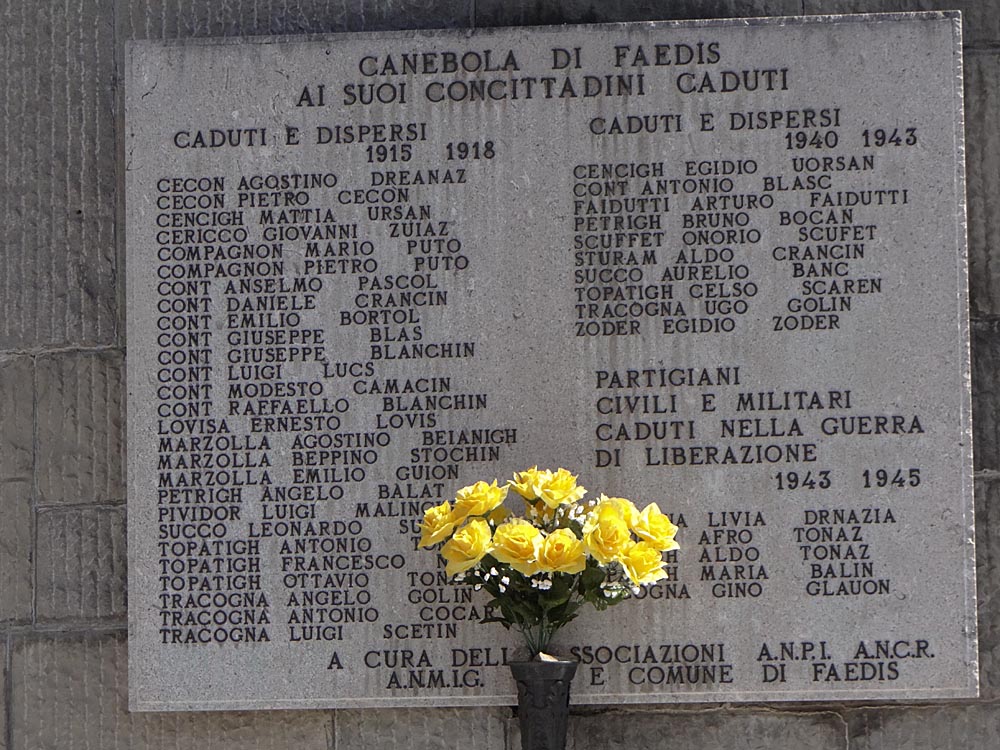 CANEBOLA DI FAEDIS
AI SUOI CONCITTADINI CADUTI
CADUTI E DISPERSI
1915 1918
CECON AGOSTINO DREANAZ
CECON PIETRO CECON
CENCIGH MATTIA URSAN
CERICCO GIOVANNI ZUIAZ
COMPAGNON MARIO PUTO
COMPAGNON PIETRO PUTO
CONT ANSELMO PASCOL
CONT DANIELE CRANCIN
CONT EMILIO BORTOL
CONT GIUSEPPE BLAS
CONT GIUSEPPE BLANCHIN
CONT LUIGI LUCS
CONT MODESTO CAMACIN
CONT RAFFAELLO BLANCHIN
LOVISA ERNESTO LOVIS
MARZOLLA AGOSTINO BEIANIGH
MARZOLLA BEPPINO STOCHIN
MARZOLLA EMILIO GUION
PETRIGH ANGELO BALAT
PIVIDOR LUIGI
SUCCO LEONARDO
TOPATIGH ANTONIO
TOPATIGH FRANCESCO
TOPATIGH OTTAVIO
TRACOGNA ANGELO GOLIN
TRACOGNA ANTONIO
TRACOGNA LUIGI SCETIN
CADUTI E DISPERSI
1940 1943
CENCIGH EGIDIO UORSAN
CONT ANTONIO BLASC
FAIDUTTI ARTURO FAIDUTTI
PETRIGH BRUNO BOCAN
SCUFFET ONORIO SCUFET
STURAM ALDO CRANCIN
SUCCO AURELIO BANC
TOPATIGH CELSO SCAREN
TRACOGNA UGO GOLIN
ZODER EGIDIO ZODER
PARTIGIANI
CIVILI E MILITARI
CADUTI NELLA GUERRA
DI LIBERAZIONE
1943 1945
LIVIA DRNAZIA
AFRO TONAZ
ALDO TONAZ
MARIA BALIN
GINO GLAUON
A CURA SSOCIAZIONI A.N.P.I. A.N.C.R.
A.N.M.I.G. E COMUNE DI FAEDIS